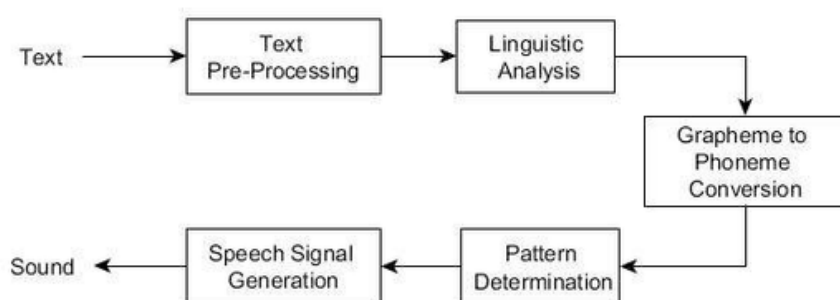 Text
Text
Pre-Processing
Linguistic
Analysis
Grapheme to
Phoneme
Conversion
Pattern
Determination
Speech Signal
Generation
Sound